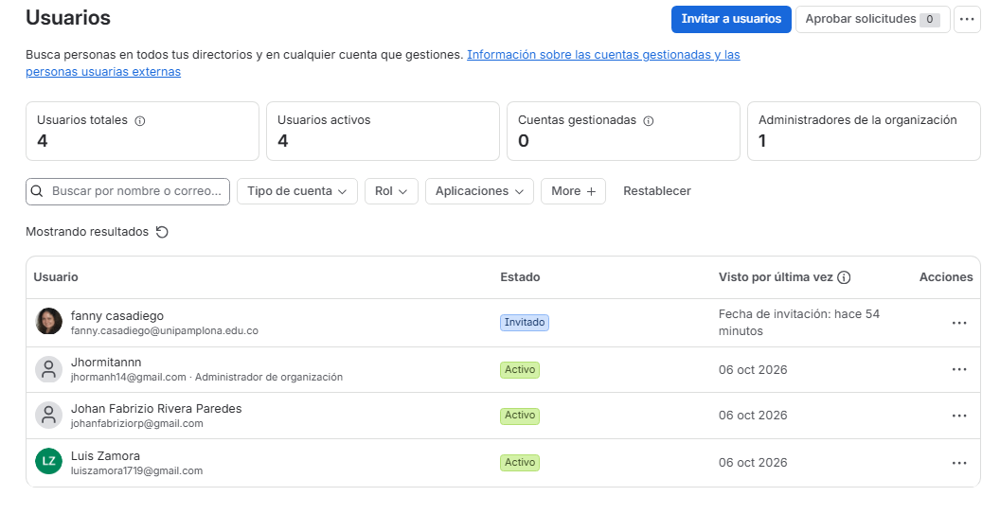 Usuarios
Invitar a usuarios
Aprobar solicitudes 0
Busca personas en todos tus directorios y en cualquier cuenta que gestiones. Información sobre las cuentas gestionadas y las
personas usuarias externas
Usuarios totales
4
Usuarios activos
4
Cuentas gestionadas
0
Administradores de la organización
1
Buscar por nombre o correo...
Tipo de cuenta
Rol
Aplicaciones
More +
Restablecer
Mostrando resultados
Usuario Estado Visto por última vez Acciones
fanny casadiego
fanny.casadiego@unipamplona.edu.co
Invitado
Fecha de invitación: hace 54
minutos
Jhormitannn
jhormanh14@gmail.com · Administrador de organización
Activo
06 oct 2026
Johan Fabrizio Rivera Paredes
johanfabriziorp@gmail.com
Activo
06 oct 2026
LZ
Luis Zamora
luiszamora1719@gmail.com
Activo
06 oct 2026